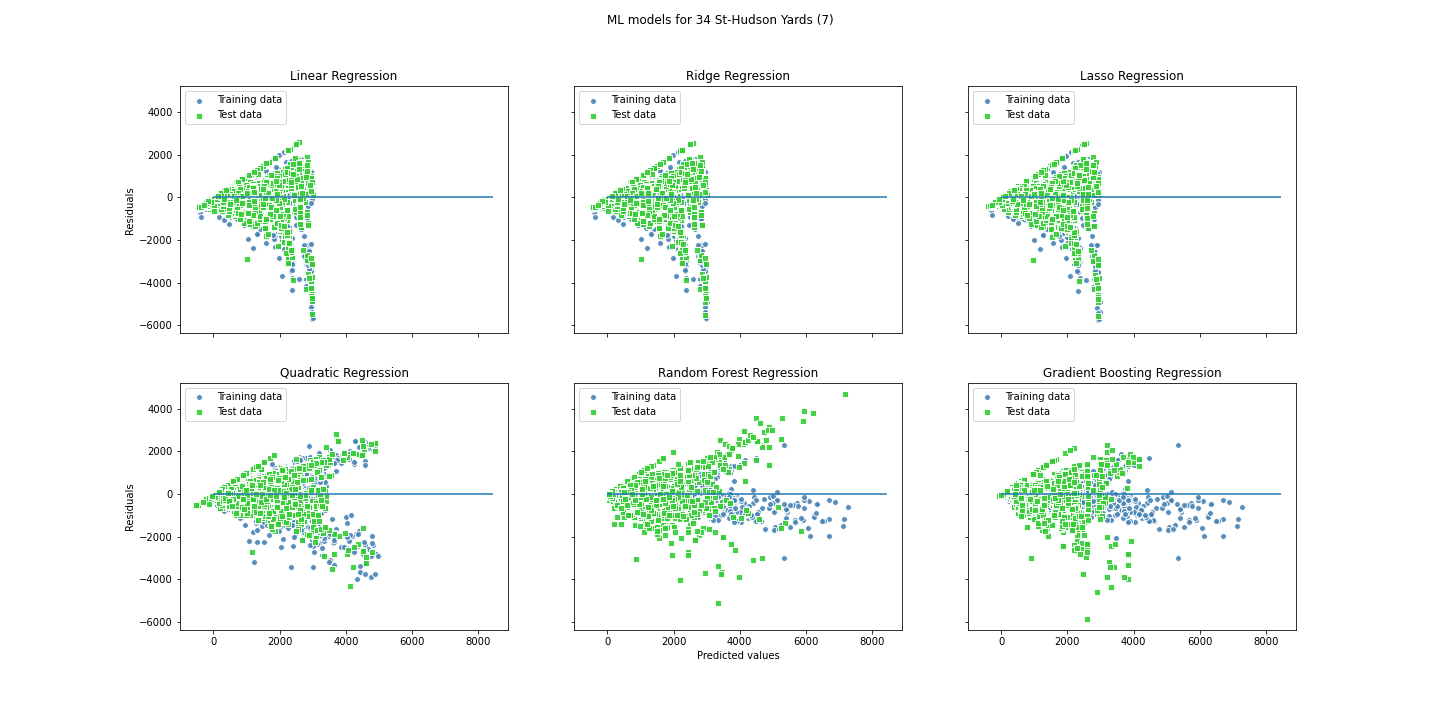 ML models for 34 St-Hudson Yards (7)
Linear Regression
Training data
Test data
4000
2000
0
−2000
−4000
−6000
Residuals
Ridge Regression
Training data
Test data
Lasso Regression
Training data
Test data
Quadratic Regression
Training data
Test data
4000
2000
0
−2000
−4000
−6000
Residuals
0 2000 4000 6000 8000
Random Forest Regression
Training data
Test data
0 2000 4000 6000 8000
Predicted values
Gradient Boosting Regression
Training data
Test data
0 2000 4000 6000 8000